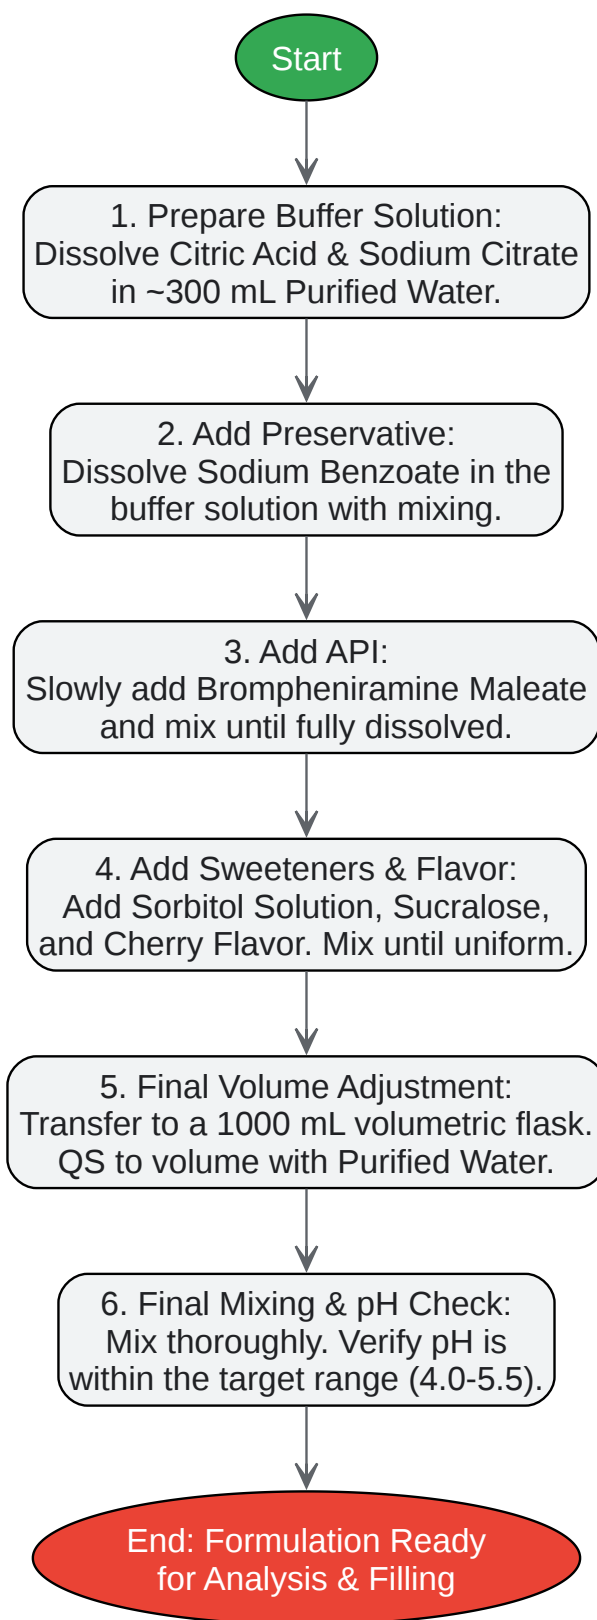 Start
1. Prepare Buffer Solution:
Dissolve Citric Acid & Sodium Citrate
in ~300 mL Purified Water.
2. Add Preservative:
Dissolve Sodium Benzoate in the
buffer solution with mixing.
3. Add API:
Slowly add Brompheniramine Maleate
and mix until fully dissolved.
4. Add Sweeteners & Flavor:
Add Sorbitol Solution, Sucralose,
and Cherry Flavor. Mix until uniform.
5. Final Volume Adjustment:
Transfer to a 1000 mL volumetric flask.
QS to volume with Purified Water.
6. Final Mixing & pH Check:
Mix thoroughly. Verify pH is
within the target range (4.0-5.5).
End: Formulation Ready
for Analysis & Filling